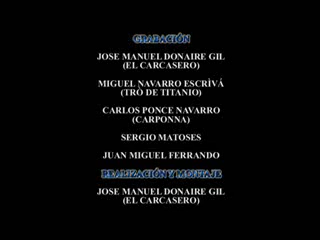 GRABACIÓN
JOSE MANUEL DONAIRE GIL
(EL CARCASERO)
MIGUEL NAVARRO ESCRÌVÁ
(TRÒ DE TITANIO)
CARLOS PONCE NAVARRO
(CARPONNA)
SERGIO MATOSES
JUAN MIGUEL FERRANDO
REALIZACIÓN Y MONTAJE
JOSE MANUEL DONAIRE GIL
(EL CARCASERO)